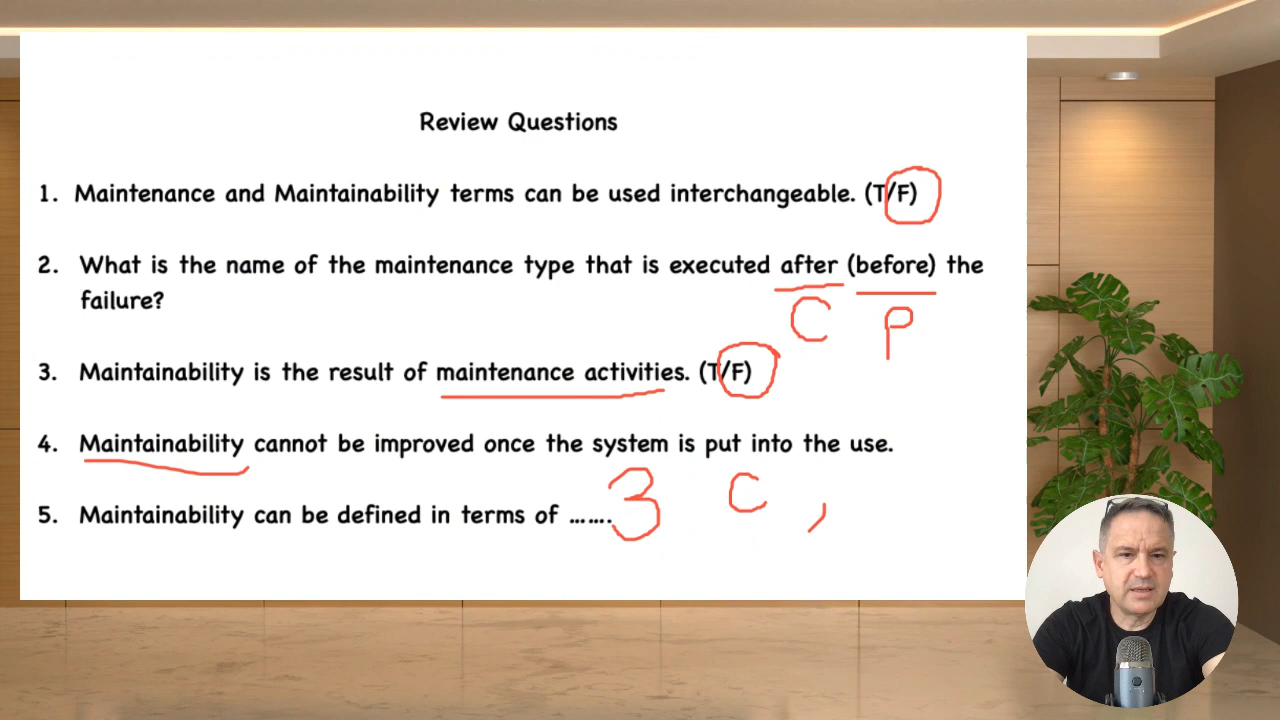 Review Questions
1. Maintenance and Maintainability terms can be used interchangeable. (T/F)
2. What is the name of the maintenance type that is executed after (before) the
failure?
C P
3. Maintainability is the result of maintenance activities. (T/F)
4. Maintainability cannot be improved once the system is put into the use.
5. Maintainability can be defined in terms of ....... 3 C ,